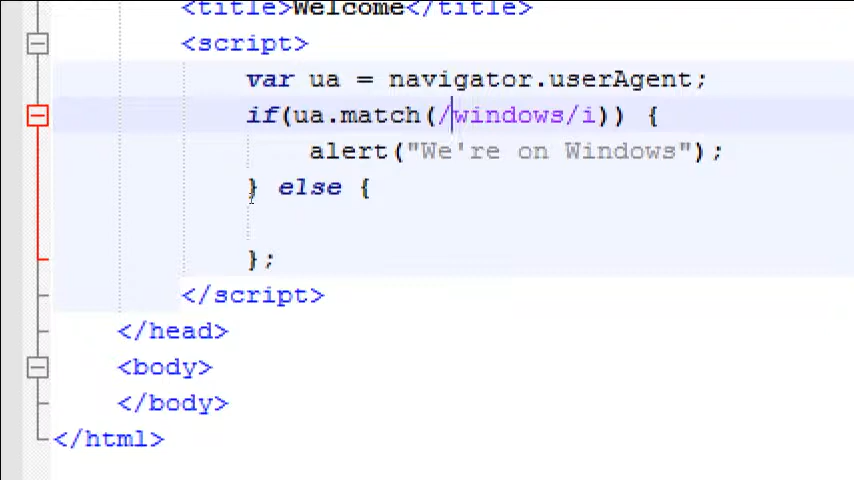 <title>Welcome</title>
<script>
var ua = navigator.userAgent;
if(ua.match(/windows/i)) {
alert("We're on Windows");
} else {
};
</script>
</head>
<body>
</body>
</html>